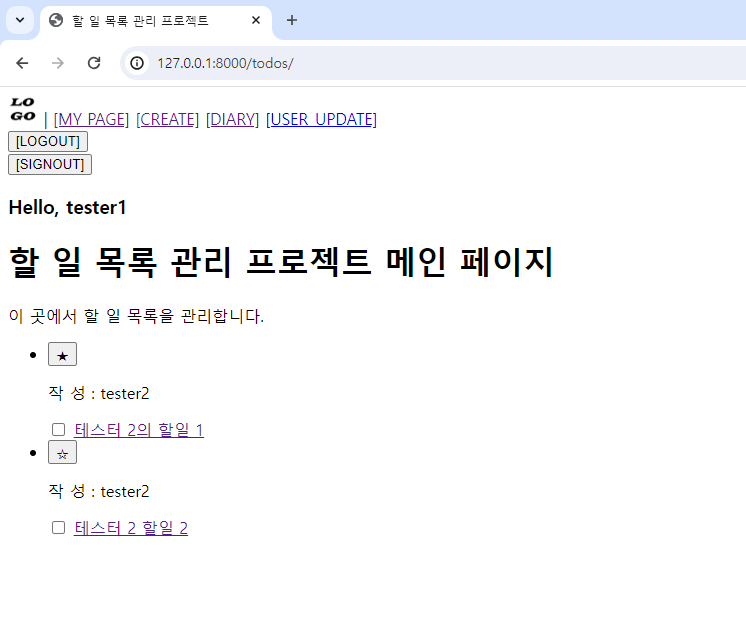 할 일 목록 관리 프로젝트
127.0.0.1:8000/todos/
LO
GO | [MY PAGE] [CREATE] [DIARY] [USER UPDATE]
[LOGOUT]
[SIGNOUT]
Hello, tester1
할 일 목록 관리 프로젝트 메인 페이지
이 곳에서 할 일 목록을 관리합니다.
★
작 성 : tester2
테스터 2의 할일 1
☆
작 성 : tester2
테스터 2 할일 2